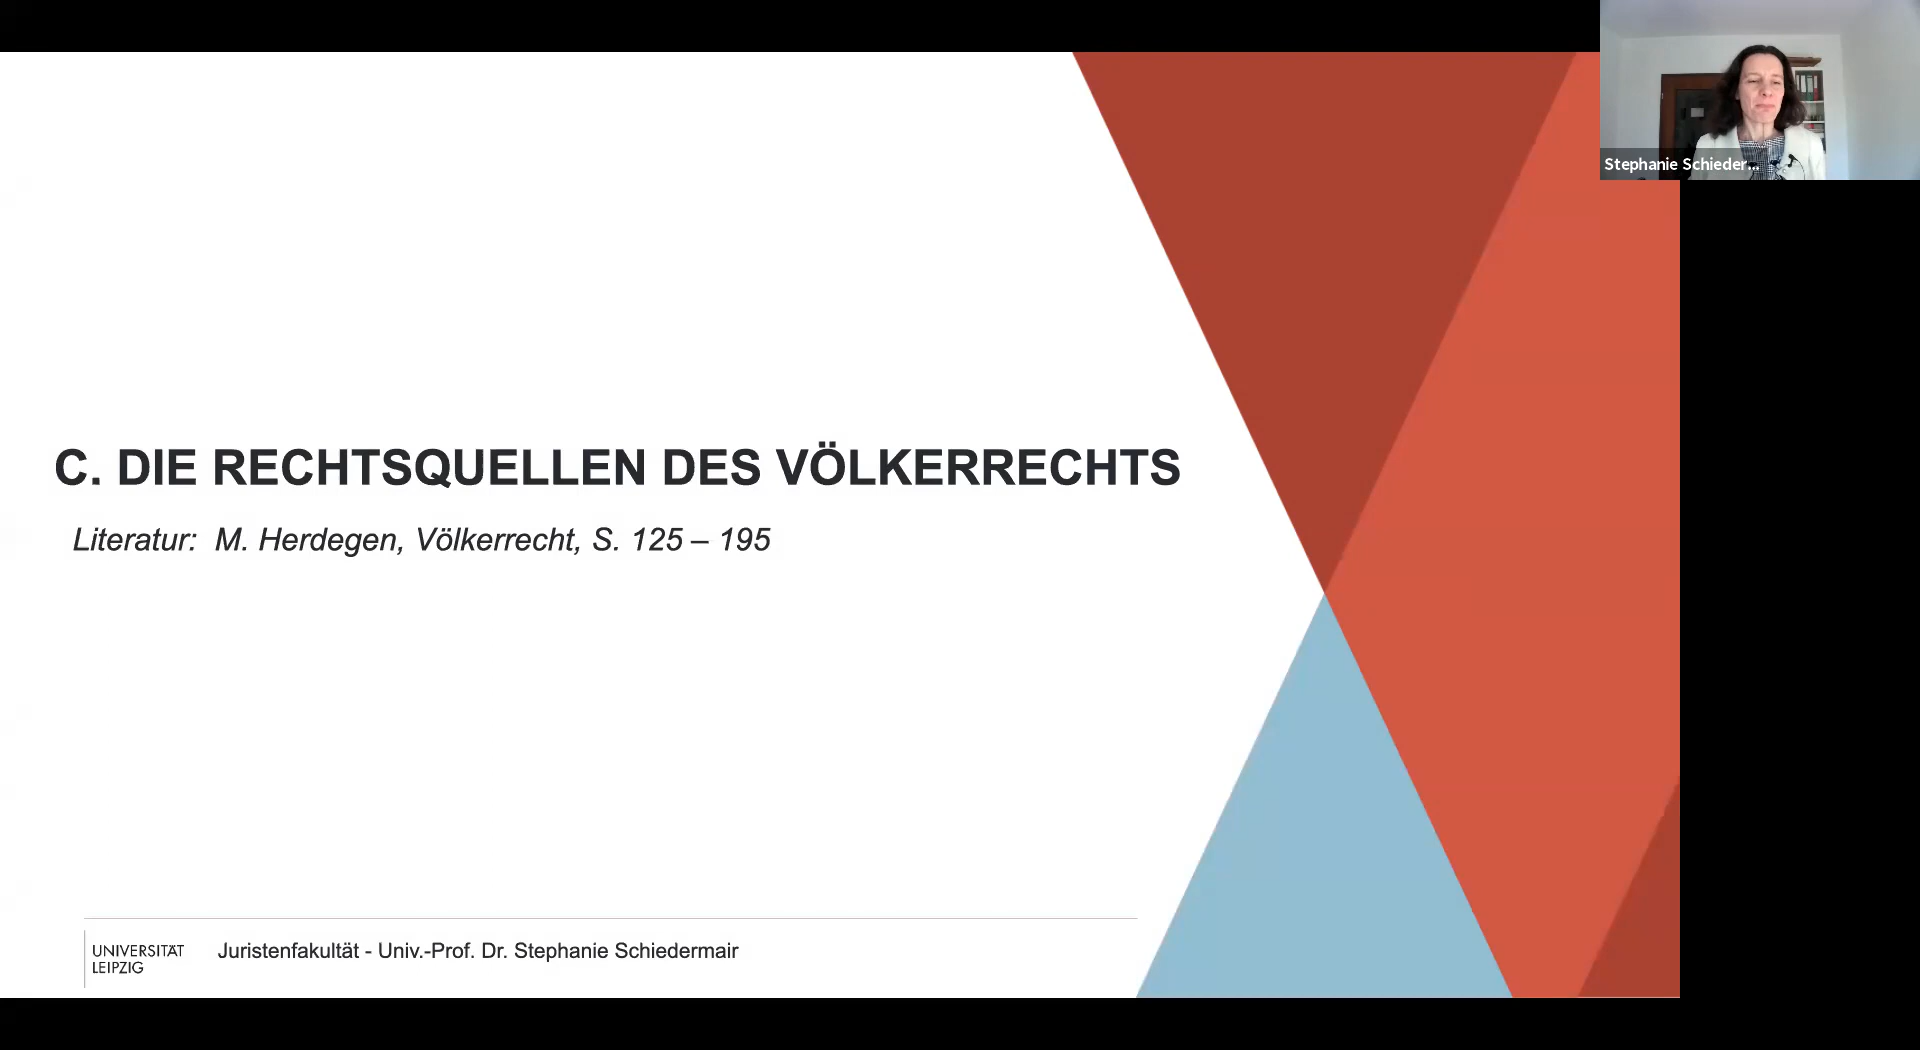 Stephanie Schieder...
C. DIE RECHTSQUELLEN DES VÖLKERRECHTS
Literatur: M. Herdegen, Völkerrecht, S. 125 – 195
UNIVERSITÄT
LEIPZIG
Juristenfakultät - Univ.-Prof. Dr. Stephanie Schiedermair